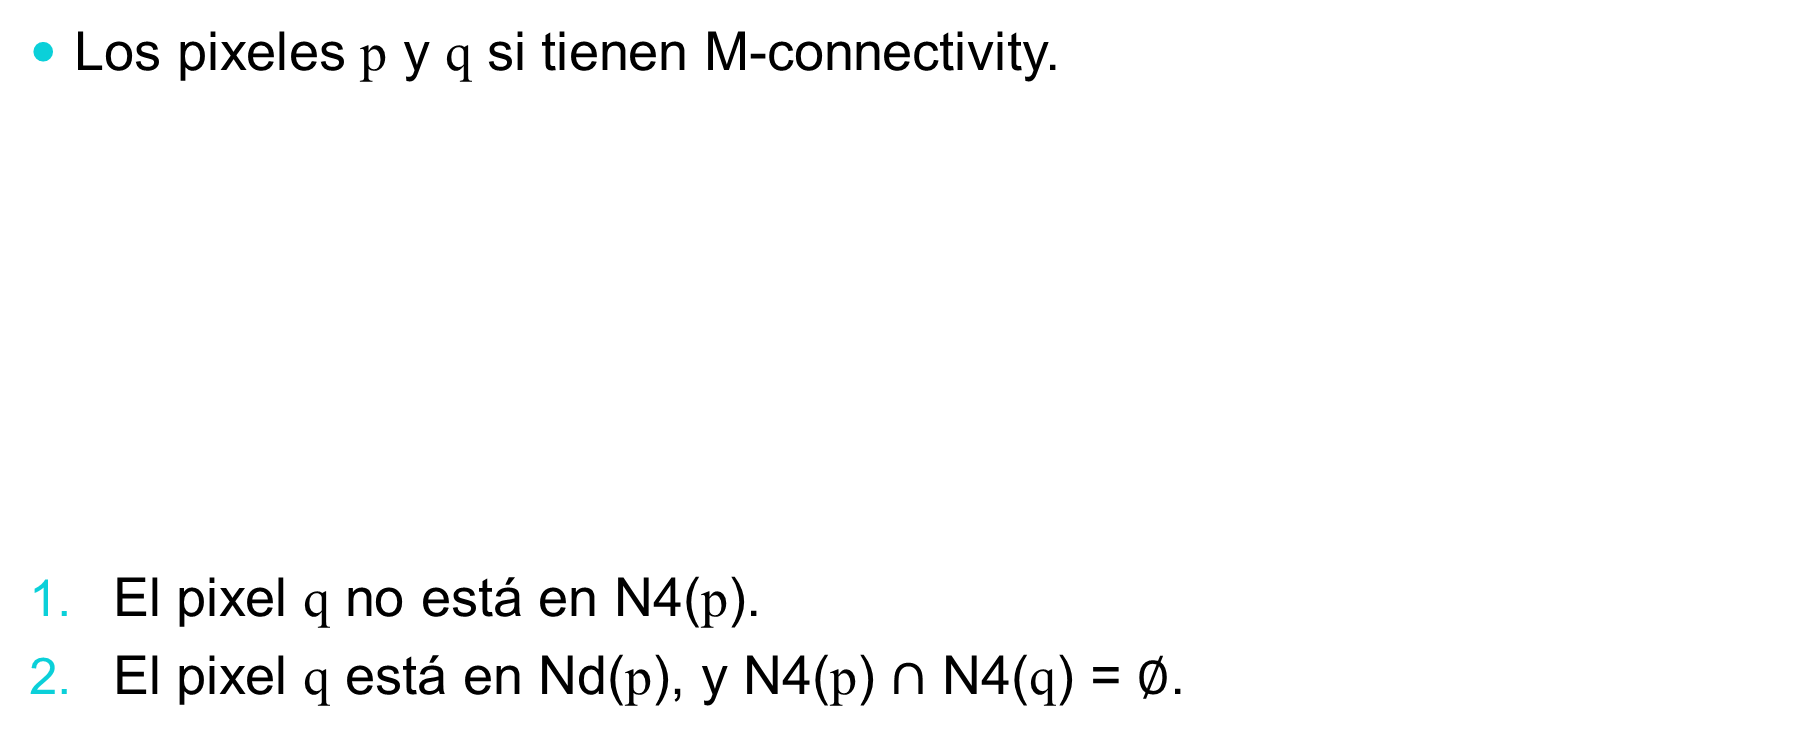 • Los pixeles p y q si tienen M-connectivity.
1. El pixel q no está en N4(p).
2. El pixel q está en Nd(p), y N4(p) ∩ N4(q) = ∅.